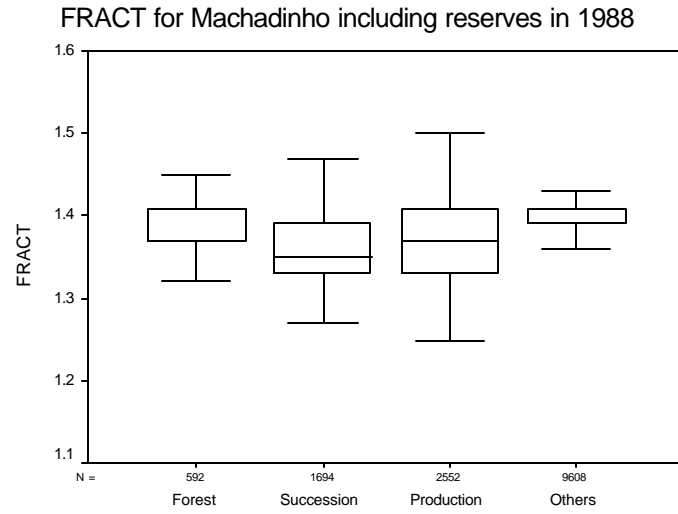 FRACT for Machadinho including reserves in 1988
1.6
1.5
1.4
1.3
1.2
1.1
FRACT
N = 592 1694 2552 9608
Forest Succession Production Others